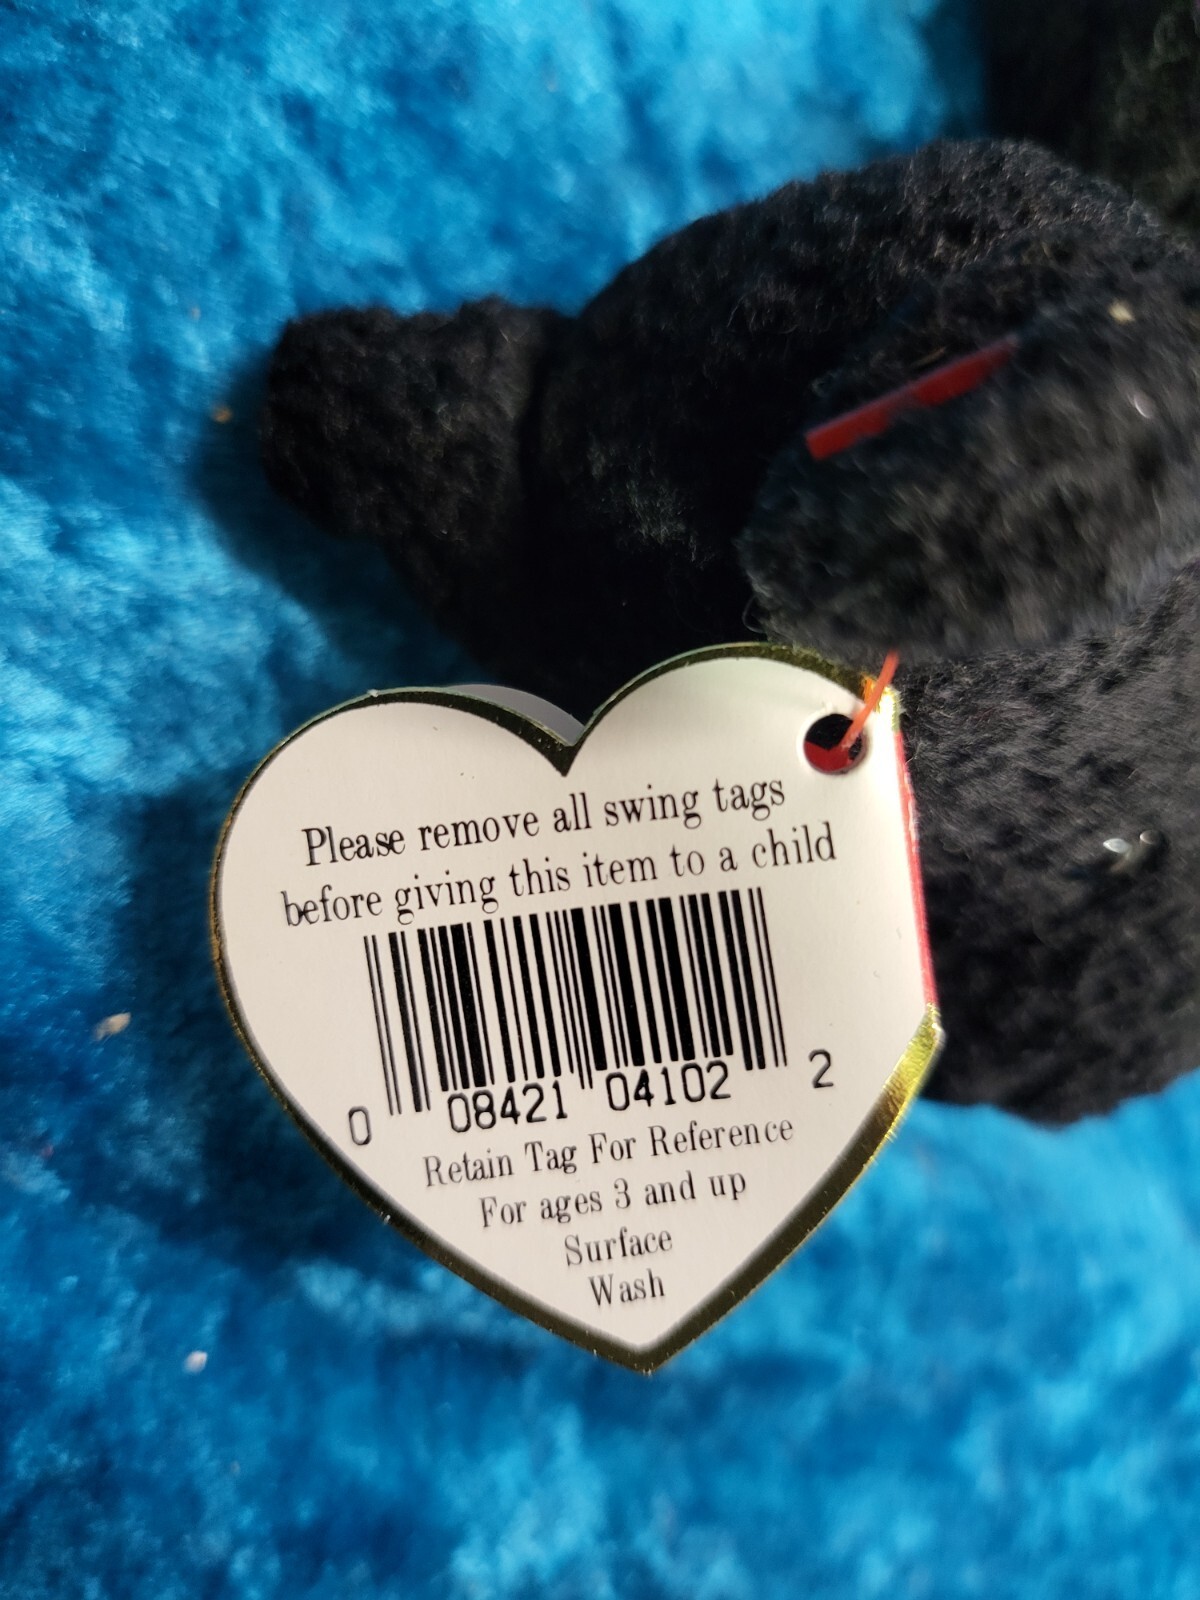 Please remove all swing tags
before giving this item to a child
0 08421 04102 2
Retain Tag For Reference
For ages 3 and up
Surface
Wash